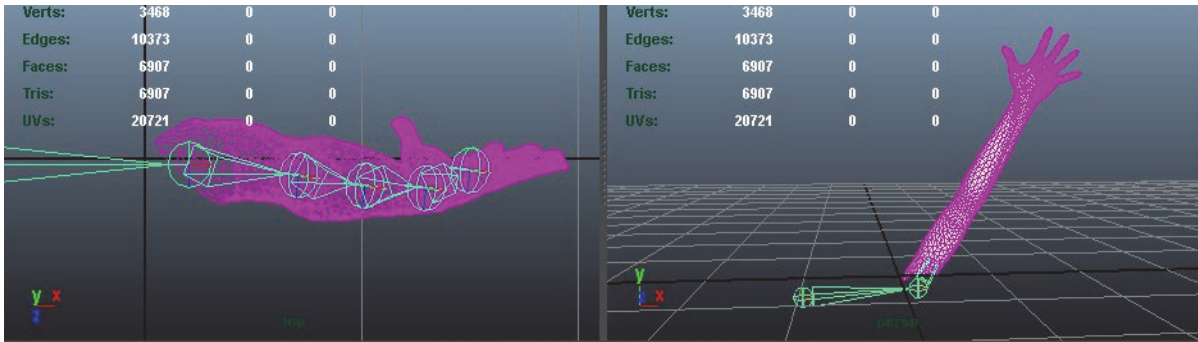 Verts: 3468 0 0
Edges: 10373 0 0
Faces: 6907 0 0
Tris: 6907 0 0
UVs: 20721 0 0
y x
z
top
Verts: 3468 0 0
Edges: 10373 0 0
Faces: 6907 0 0
Tris: 6907 0 0
UVs: 20721 0 0
y
z x
persp